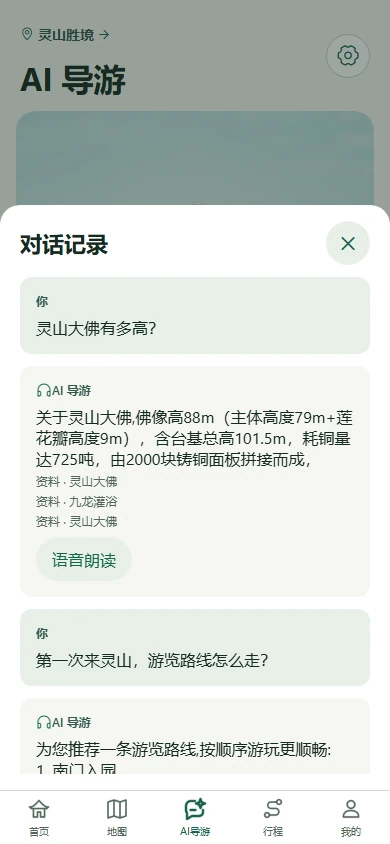 灵山胜境 →
AI 导游
对话记录
你
灵山大佛有多高？
AI 导游
关于灵山大佛,佛像高88m（主体高度79m+莲
花瓣高度9m），含台基总高101.5m，耗铜量
达725吨，由2000块铸铜面板拼接而成，
资料 · 灵山大佛
资料 · 九龙灌浴
资料 · 灵山大佛
语音朗读
你
第一次来灵山，游览路线怎么走？
AI 导游
为您推荐一条游览路线,按顺序游玩更顺畅:
1. 南门入园
首页
地图
AI导游
行程
我的